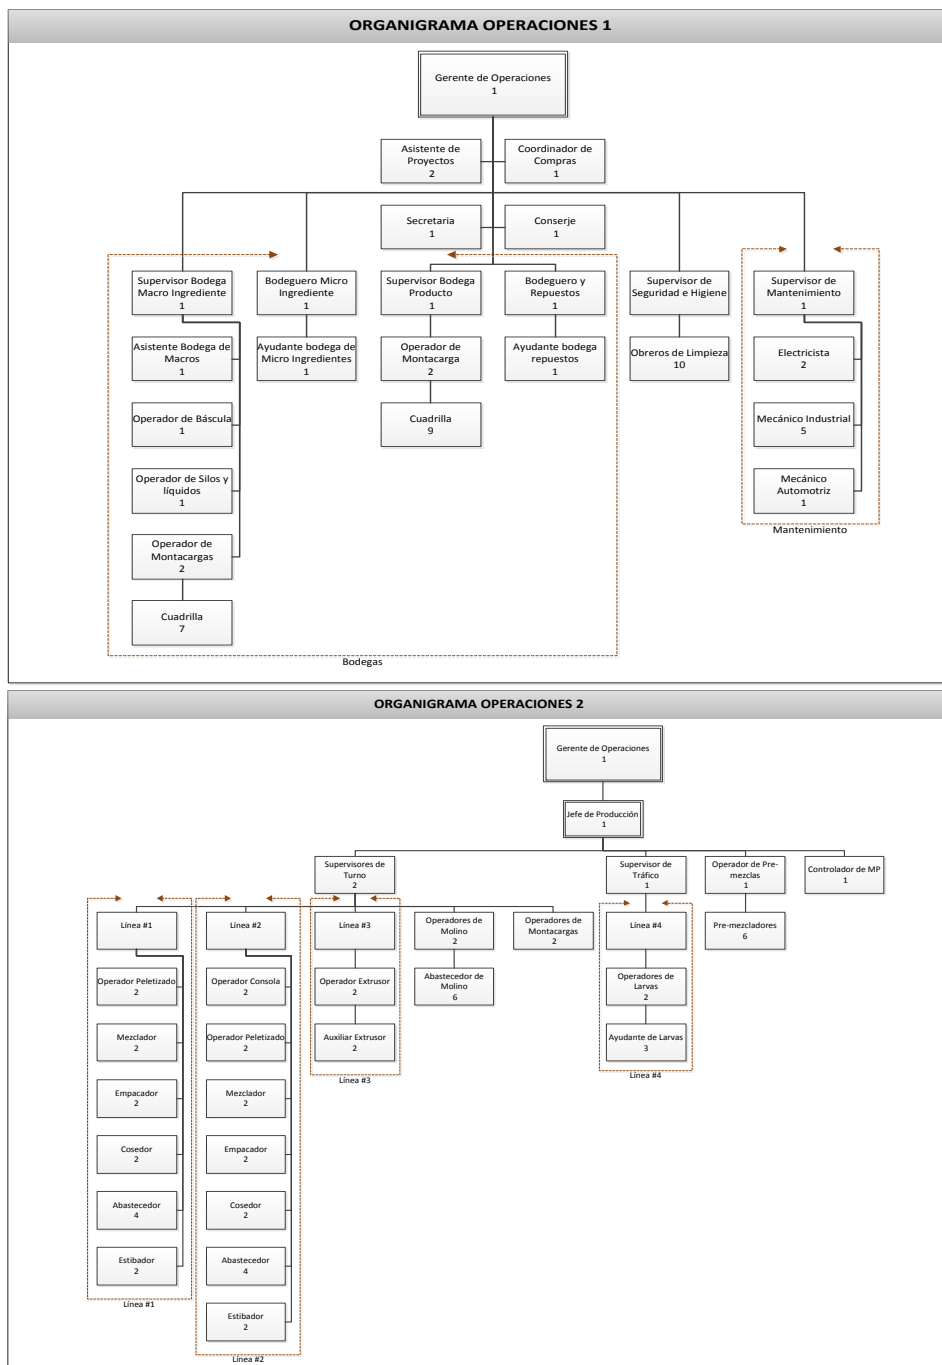 ORGANIGRAMA OPERACIONES 1
Gerente de Operaciones
1
Asistente de
Proyectos
2
Coordinador de
Compras
1
Secretaria
1
Conserje
1
Supervisor Bodega
Macro Ingrediente
1
Bodeguero Micro
Ingrediente
1
Supervisor Bodega
Producto
1
Bodeguero y
Repuestos
1
Supervisor de
Seguridad e Higiene
1
Supervisor de
Mantenimiento
1
Asistente Bodega de
Macros
1
Ayudante bodega de
Micro Ingredientes
1
Operador de
Montacarga
2
Ayudante bodega
repuestos
1
Obreros de Limpieza
10
Electricista
2
Operador de Báscula
1
Cuadrilla
9
Mecánico Industrial
5
Operador de Silos y
líquidos
1
Mecánico
Automotriz
1
Mantenimiento
Operador de
Montacargas
2
Cuadrilla
7
Bodegas
ORGANIGRAMA OPERACIONES 2
Gerente de Operaciones
1
Jefe de Producción
1
Supervisores de
Turno
2
Supervisor de
Tráfico
1
Operador de Pre-
mezclas
1
Controlador de MP
1
Línea #1
Línea #2
Línea #3
Operadores de
Molino
2
Operadores de
Montacargas
2
Línea #4
Pre-mezcladores
6
Operador Peletizado
2
Operador Consola
2
Operador Extrusor
2
Abastecedor de
Molino
6
Operadores de
Larvas
2
Mezclador
2
Operador Peletizado
2
Auxiliar Extrusor
2
Ayudante de Larvas
3
Línea #3
Línea #4
Empacador
2
Mezclador
2
Cosedor
2
Empacador
2
Abastecedor
4
Cosedor
2
Estibador
2
Abastecedor
4
Línea #1
Estibador
2
Línea #2